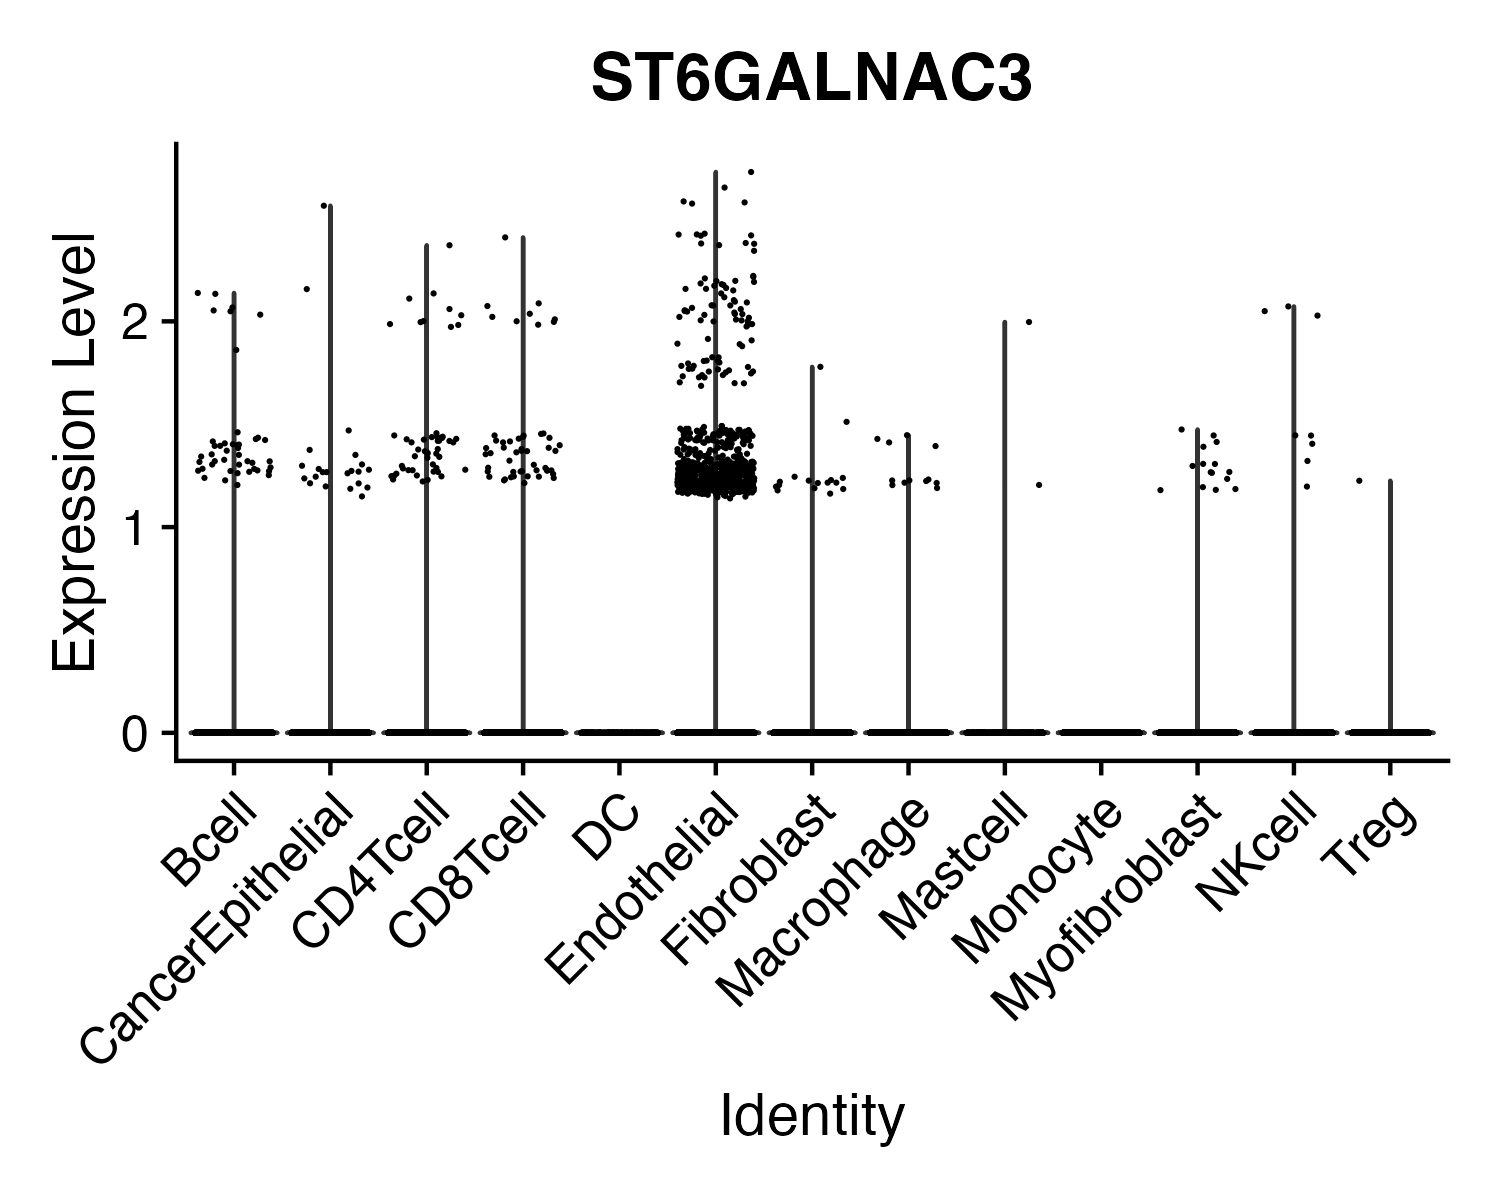 ST6GALNAC3
Expression Level
2
1
0
Bcell
CancerEpithelial
CD4Tcell
CD8Tcell
DC
Endothelial
Fibroblast
Macrophage
Mastcell
Monocyte
Myofibroblast
NKcell
Treg
Identity